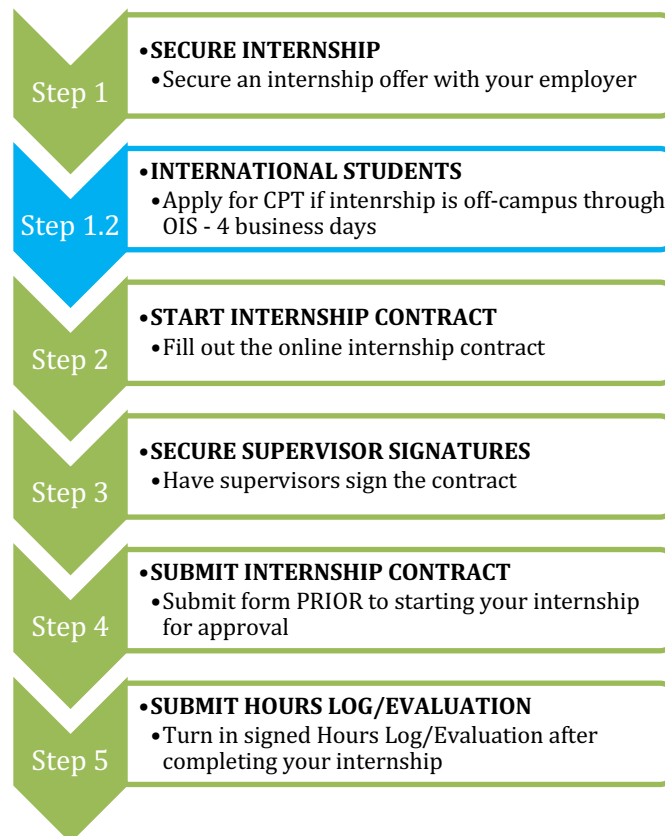 Step 1
•SECURE INTERNSHIP
•Secure an internship offer with your employer
Step 1.2
•INTERNATIONAL STUDENTS
•Apply for CPT if intenrship is off-campus through
OIS - 4 business days
Step 2
•START INTERNSHIP CONTRACT
•Fill out the online internship contract
Step 3
•SECURE SUPERVISOR SIGNATURES
•Have supervisors sign the contract
Step 4
•SUBMIT INTERNSHIP CONTRACT
•Submit form PRIOR to starting your internship
for approval
Step 5
•SUBMIT HOURS LOG/EVALUATION
•Turn in signed Hours Log/Evaluation after
completing your internship